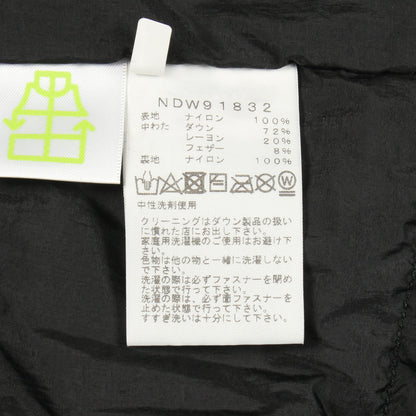 NDW91832
表地 ナイロン 100%
中わた ダウン 72%
レーヨン 20%
フェザー 8%
裏地 ナイロン 100%
中性洗剤使用
クリーニングはダウン製品の扱い
に慣れた店にお出し下さい。
家庭用洗濯機のご使用はお避け下
さい。
色物は他の物と一緒に洗濯しない
で下さい。
洗濯の際は必ずファスナーを閉め
た状態で行って下さい。
洗濯の際は、必ず面ファスナーを
止めた状態で行って下さい。
すすぎ洗いは十分にして下さい。